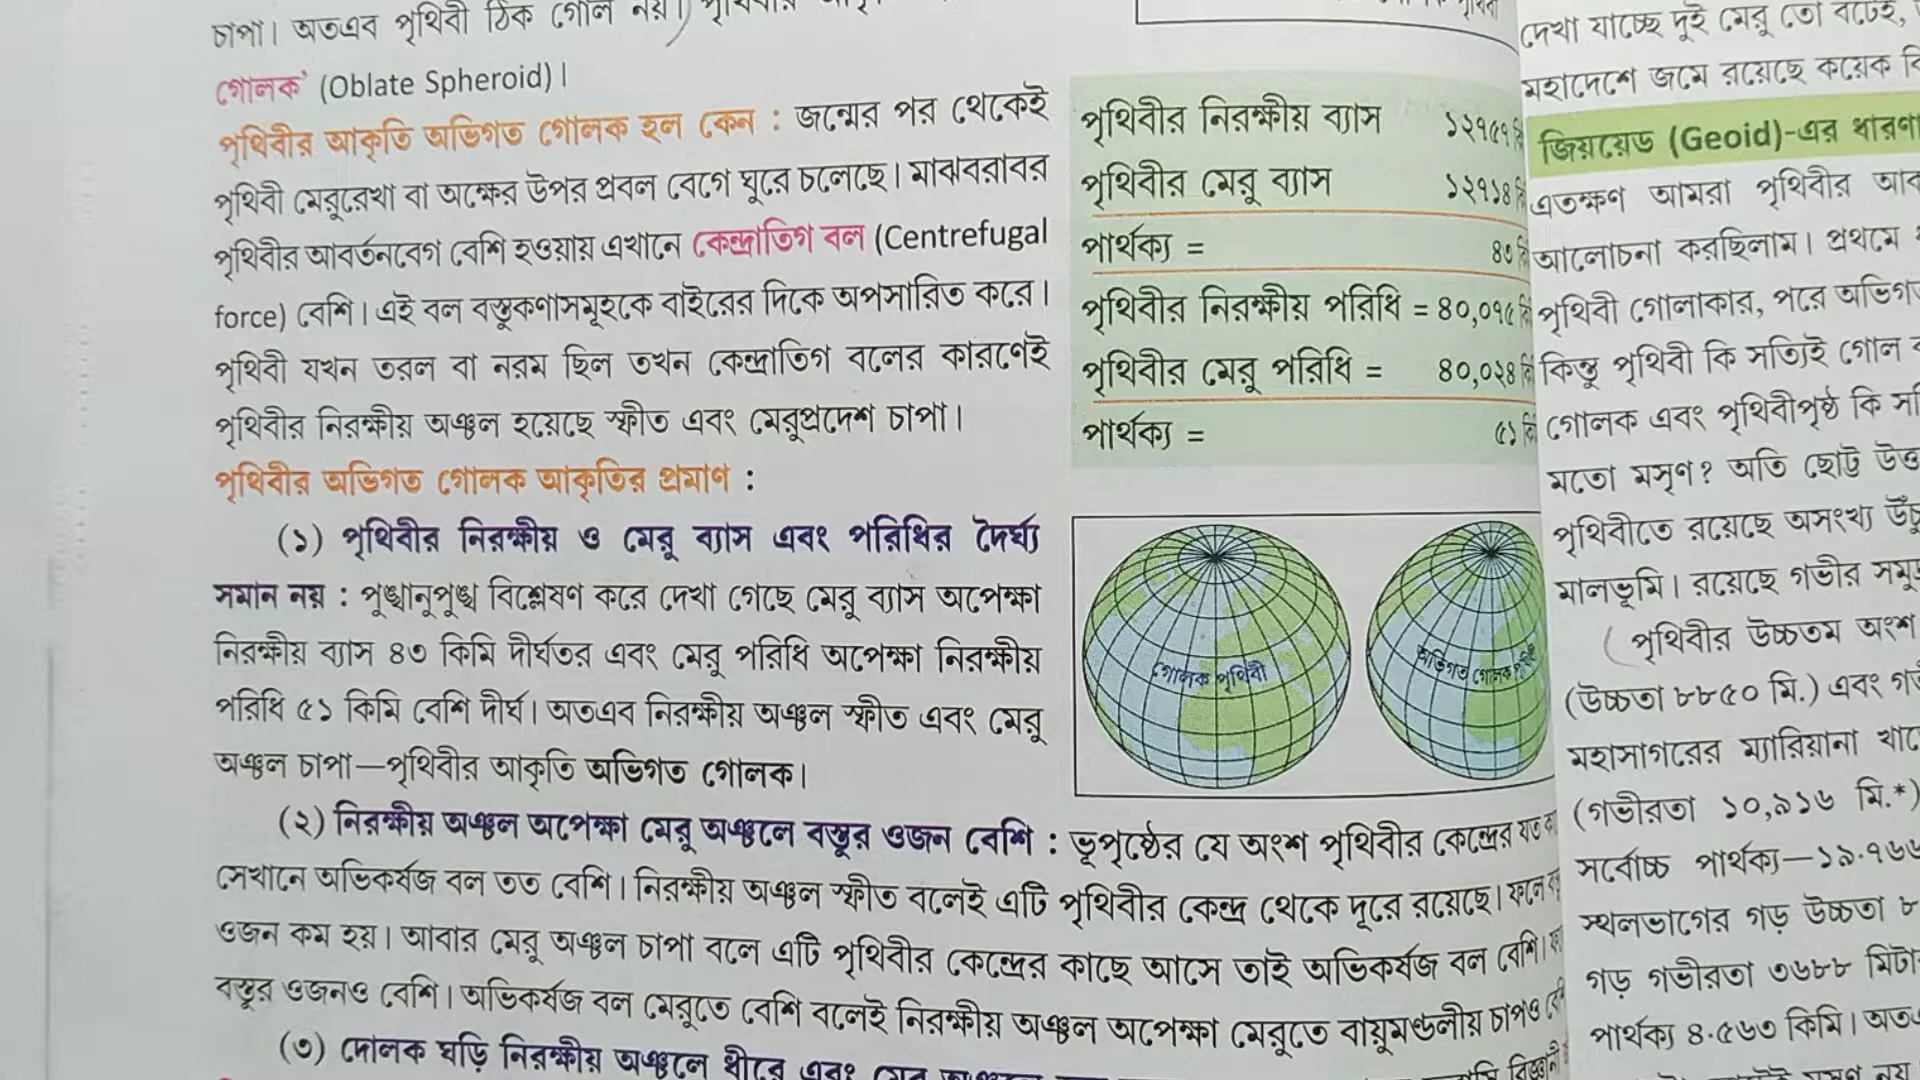 চাপা। অতএব পৃথিবী ঠিক গোল নয়।
গোলক' (Oblate Spheroid)।
পৃথিবীর আকৃতি অভিগত গোলক হল কেন : জন্মের পর থেকেই
পৃথিবী মেরুরেখা বা অক্ষের উপর প্রবল বেগে ঘুরে চলেছে। মাঝবরাবর
পৃথিবীর আবর্তনবেগ বেশি হওয়ায় এখানে কেন্দ্রাতিগ বল (Centrefugal
force) বেশি। এই বল বস্তুকণাসমূহকে বাইরের দিকে অপসারিত করে।
পৃথিবী যখন তরল বা নরম ছিল তখন কেন্দ্রাতিগ বলের কারণেই
পৃথিবীর নিরক্ষীয় অঞ্চল হয়েছে স্ফীত এবং মেরুপ্রদেশ চাপা।
পৃথিবীর অভিগত গোলক আকৃতির প্রমাণ :
(১) পৃথিবীর নিরক্ষীয় ও মেরু ব্যাস এবং পরিধির দৈর্ঘ্য
সমান নয় : পুঙ্খানুপুঙ্খ বিশ্লেষণ করে দেখা গেছে মেরু ব্যাস অপেক্ষা
নিরক্ষীয় ব্যাস ৪৩ কিমি দীর্ঘতর এবং মেরু পরিধি অপেক্ষা নিরক্ষীয়
পরিধি ৫১ কিমি বেশি দীর্ঘ। অতএব নিরক্ষীয় অঞ্চল স্ফীত এবং মেরু
অঞ্চল চাপা—পৃথিবীর আকৃতি অভিগত গোলক।
পৃথিবীর নিরক্ষীয় ব্যাস ১২৭৫৭
পৃথিবীর মেরু ব্যাস ১২৭১৪
পার্থক্য = ৪৩
পৃথিবীর নিরক্ষীয় পরিধি = ৪০,০৭৫
পৃথিবীর মেরু পরিধি = ৪০,০২৪
পার্থক্য = ৫১
গোলক পৃথিবী
অভিগত গোলক
(২) নিরক্ষীয় অঞ্চল অপেক্ষা মেরু অঞ্চলে বস্তুর ওজন বেশি : ভূপৃষ্ঠের যে অংশ পৃথিবীর কেন্দ্রের যত
সেখানে অভিকর্ষজ বল তত বেশি। নিরক্ষীয় অঞ্চল স্ফীত বলেই এটি পৃথিবীর কেন্দ্র থেকে দূরে রয়েছে। ফলে
ওজন কম হয়। আবার মেরু অঞ্চল চাপা বলে এটি পৃথিবীর কেন্দ্রের কাছে আসে তাই অভিকর্ষজ বল বেশি।
বস্তুর ওজনও বেশি। অভিকর্ষজ বল মেরুতে বেশি বলেই নিরক্ষীয় অঞ্চল অপেক্ষা মেরুতে বায়ুমণ্ডলীয় চাপও
(৩) দোলক ঘড়ি নিরক্ষীয় অঞ্চলে ধীরে এবং
দেখা যাচ্ছে দুই মেরু তো বটেই,
মহাদেশে জমে রয়েছে কয়েক
জিয়য়েড (Geoid)-এর ধারণা
এতক্ষণ আমরা পৃথিবীর
আলোচনা করছিলাম। প্রথমে
পৃথিবী গোলাকার, পরে
কিন্তু পৃথিবী কি সত্যিই গোল
গোলক এবং পৃথিবীপৃষ্ঠ কি
মতো মসৃণ? অতি ছোট্ট
পৃথিবীতে রয়েছে অসংখ্য
মালভূমি। রয়েছে গভীর
(পৃথিবীর উচ্চতম অংশ
(উচ্চতা ৮৮৫০ মি.) এবং
মহাসাগরের ম্যারিয়ানা
(গভীরতা ১০,৯১৬ মি.*)
সর্বোচ্চ পার্থক্য—১৯.৭৬৬
স্থলভাগের গড় উচ্চতা
গড় গভীরতা ৩৬৮৮
পার্থক্য ৪.৫৬৩ কিমি।